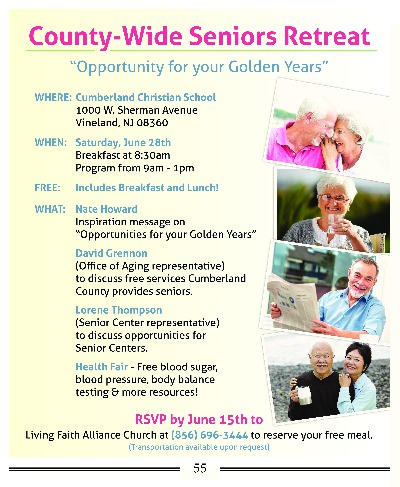 County-Wide Seniors Retreat
"Opportunity for your Golden Years"
WHERE: Cumberland Christian School
1000 W. Sherman Avenue
Vineland, NJ 08360
WHEN: Saturday, June 28th
Breakfast at 8:30am
Program from 9am - 1pm
FREE: Includes Breakfast and Lunch!
WHAT: Nate Howard
Inspiration message on
"Opportunities for your Golden Years"
David Grennon
(Office of Aging representative)
to discuss free services Cumberland
County provides seniors.
Lorene Thompson
(Senior Center representative)
to discuss opportunities for
Senior Centers.
Health Fair - Free blood sugar,
blood pressure, body balance
testing & more resources!
RSVP by June 15th to
Living Faith Alliance Church at (856) 696-3444 to reserve your free meal.
(Transportation available upon request)
55